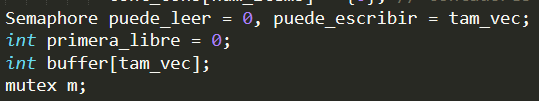 Semaphore puede_leer = 0, puede_escribir = tam_vec;
int primera_libre = 0;
int buffer[tam_vec];
mutex m;